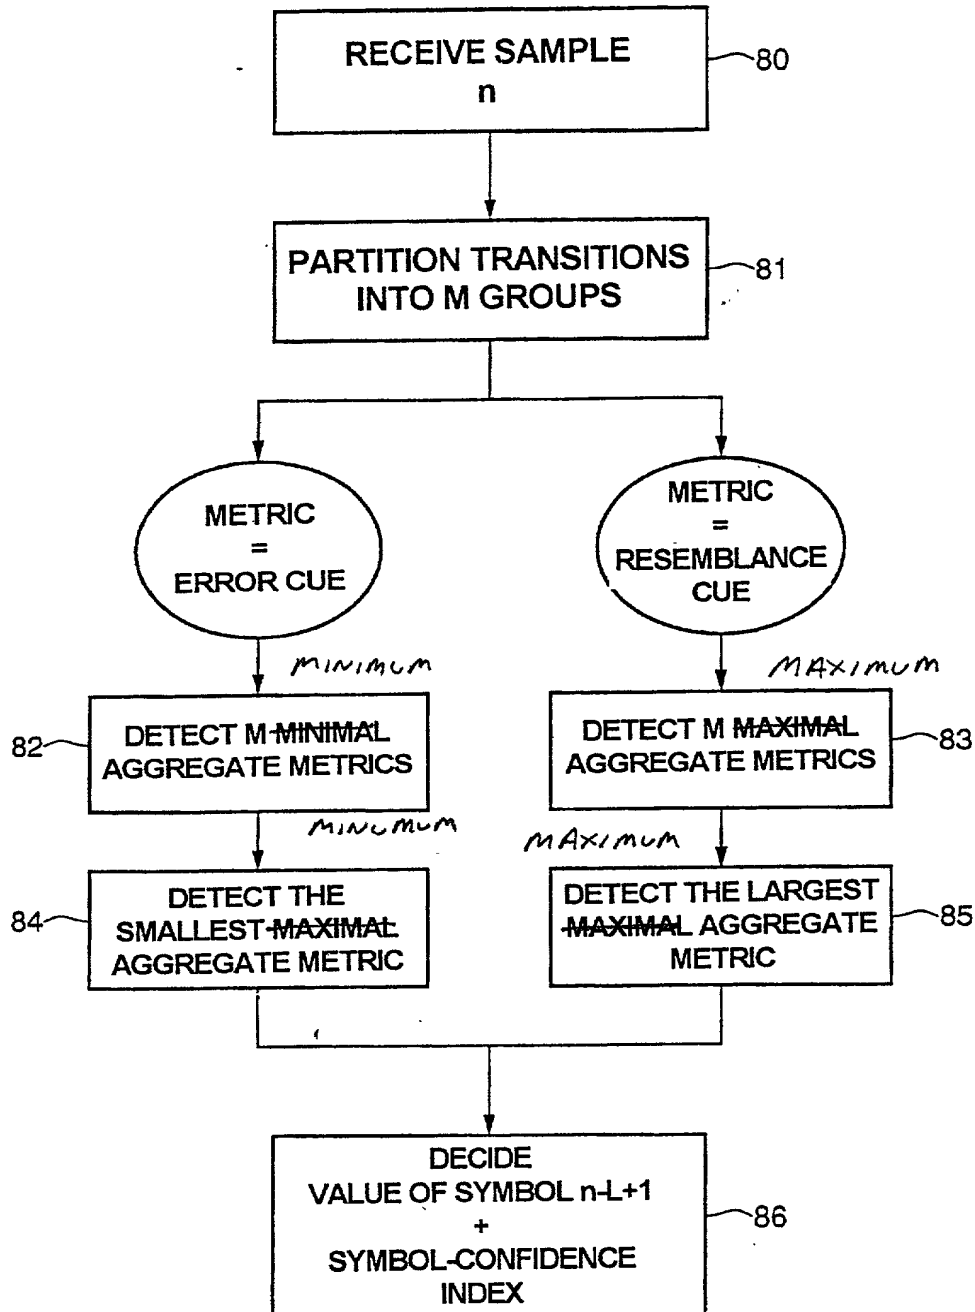 RECEIVE SAMPLE
n
80
PARTITION TRANSITIONS
INTO M GROUPS
81
METRIC
=
ERROR CUE
METRIC
=
RESEMBLANCE
CUE
MINIMUM
MAXIMUM
82
DETECT M MINIMAL
AGGREGATE METRICS
DETECT M MAXIMAL
AGGREGATE METRICS
83
MINUMUM
MAXIMUM
84
DETECT THE
SMALLEST MAXIMAL
AGGREGATE METRIC
DETECT THE LARGEST
MAXIMAL AGGREGATE
METRIC
85
DECIDE
VALUE OF SYMBOL n-L+1
+
SYMBOL-CONFIDENCE
INDEX
86